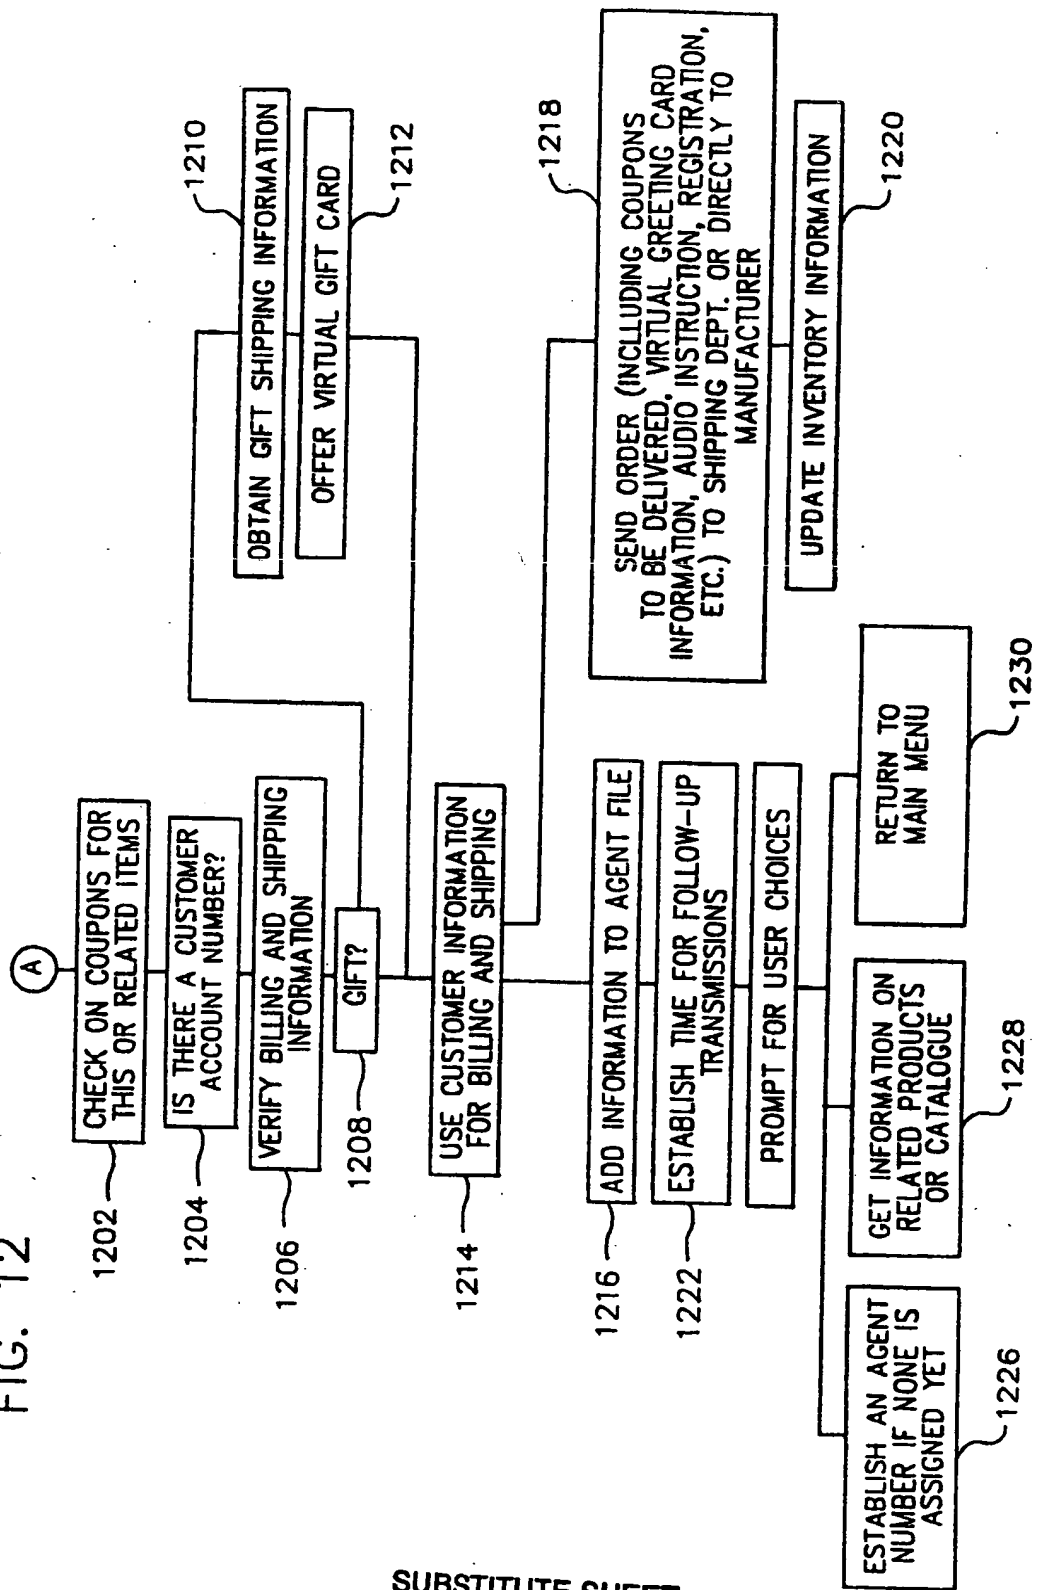 FIG. 12
A
1202
CHECK ON COUPONS FOR
THIS OR RELATED ITEMS
1204
IS THERE A CUSTOMER
ACCOUNT NUMBER?
1206
VERIFY BILLING AND SHIPPING
INFORMATION
1208
GIFT?
1210
OBTAIN GIFT SHIPPING INFORMATION
OFFER VIRTUAL GIFT CARD
1212
1214
USE CUSTOMER INFORMATION
FOR BILLING AND SHIPPING
1216
ADD INFORMATION TO AGENT FILE
1218
SEND ORDER (INCLUDING COUPONS
TO BE DELIVERED, VIRTUAL GREETING CARD
INFORMATION, AUDIO INSTRUCTION, REGISTRATION,
ETC.) TO SHIPPING DEPT. OR DIRECTLY TO
MANUFACTURER
UPDATE INVENTORY INFORMATION
1220
1222
ESTABLISH TIME FOR FOLLOW-UP
TRANSMISSIONS
PROMPT FOR USER CHOICES
ESTABLISH AN AGENT
NUMBER IF NONE IS
ASSIGNED YET
1226
GET INFORMATION ON
RELATED PRODUCTS
OR CATALOGUE
1228
RETURN TO
MAIN MENU
1230
SUBSTITUTE SHEET